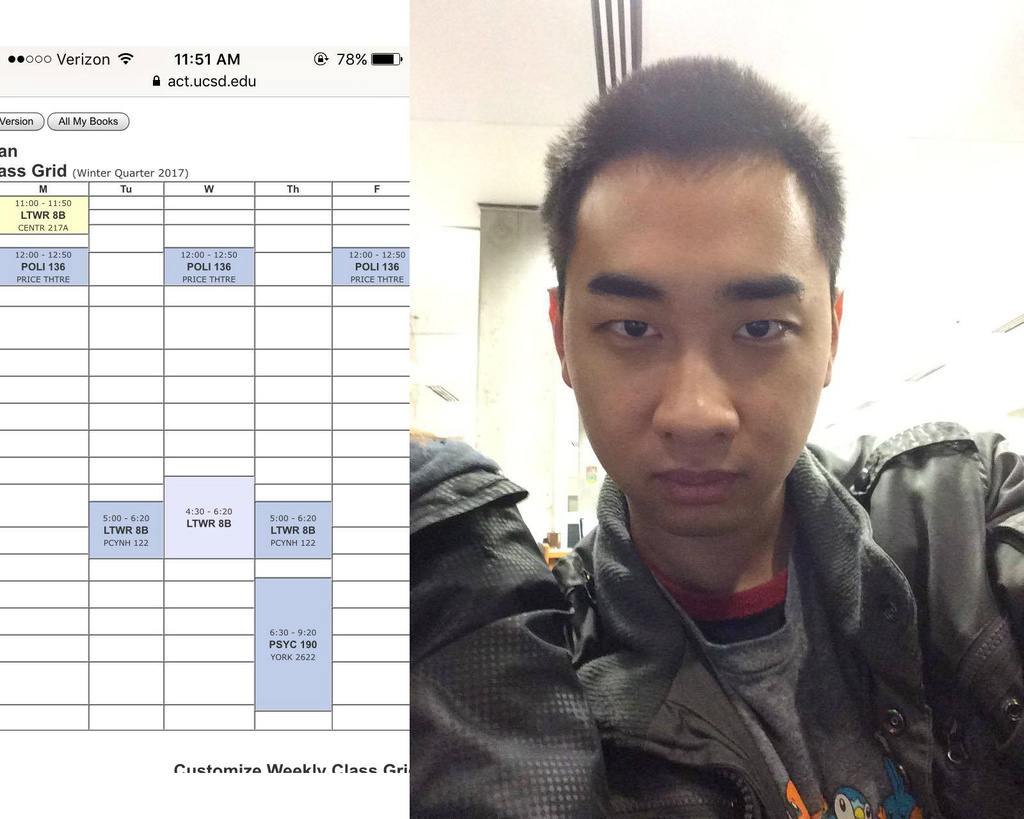 Verizon 11:51 AM 78%
act.ucsd.edu
Version All My Books
an
ass Grid (Winter Quarter 2017)
M Tu W Th F
11:00 - 11:50
LTWR 8B
CENTR 217A
12:00 - 12:50 12:00 - 12:50 12:00 - 12:50
POLI 136 POLI 136 POLI 136
PRICE THTRE PRICE THTRE PRICE THTRE
4:30 - 6:20
LTWR 8B
5:00 - 6:20 5:00 - 6:20
LTWR 8B LTWR 8B
PCYNH 122 PCYNH 122
6:30 - 9:20
PSYC 190
YORK 2622
Customize Weekly Class Gri